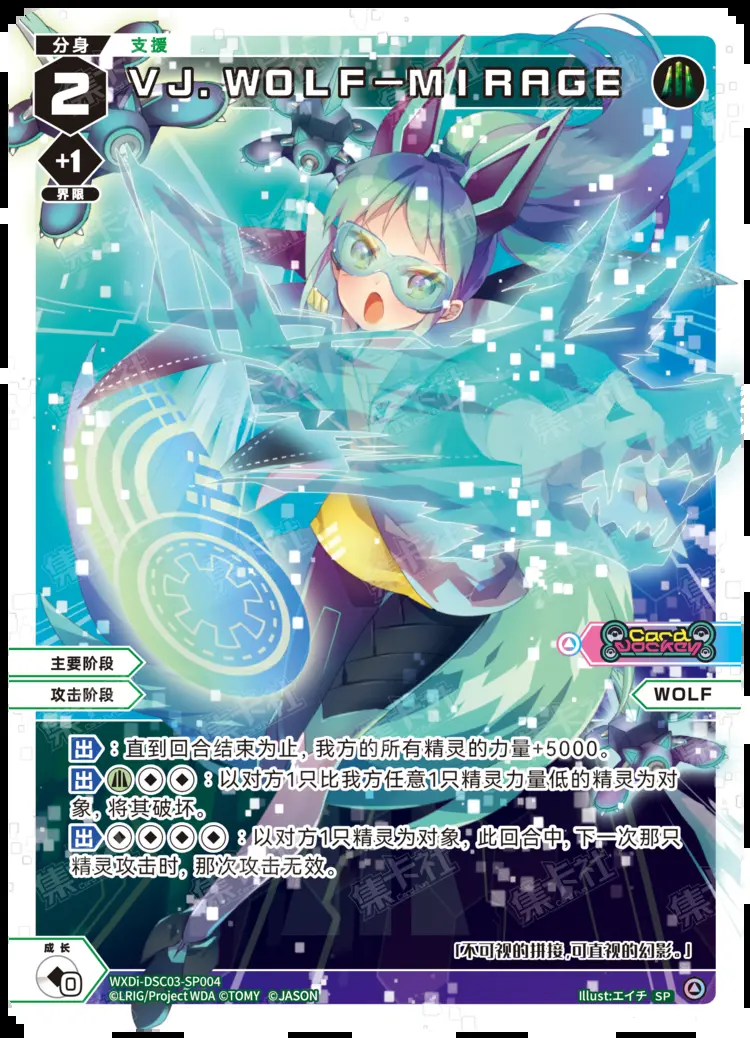 分身 支援
2
VJ.WOLF-MIRAGE
+1
界限
Card
Jockey
主要阶段
攻击阶段
WOLF
出：直到回合结束为止，我方的所有精灵的力量+5000。
出：以对方1只比我方任意1只精灵力量低的精灵为对
象，将其破坏。
出：以对方1只精灵为对象，此回合中，下一次那只
精灵攻击时，那次攻击无效。
「不可视的拼接，可直视的幻影。」
成长
0
WXDi-DSC03-SP004
©LRIG/Project WDA ©TOMY ©JASON
Illust:エイチ SP
集卡社